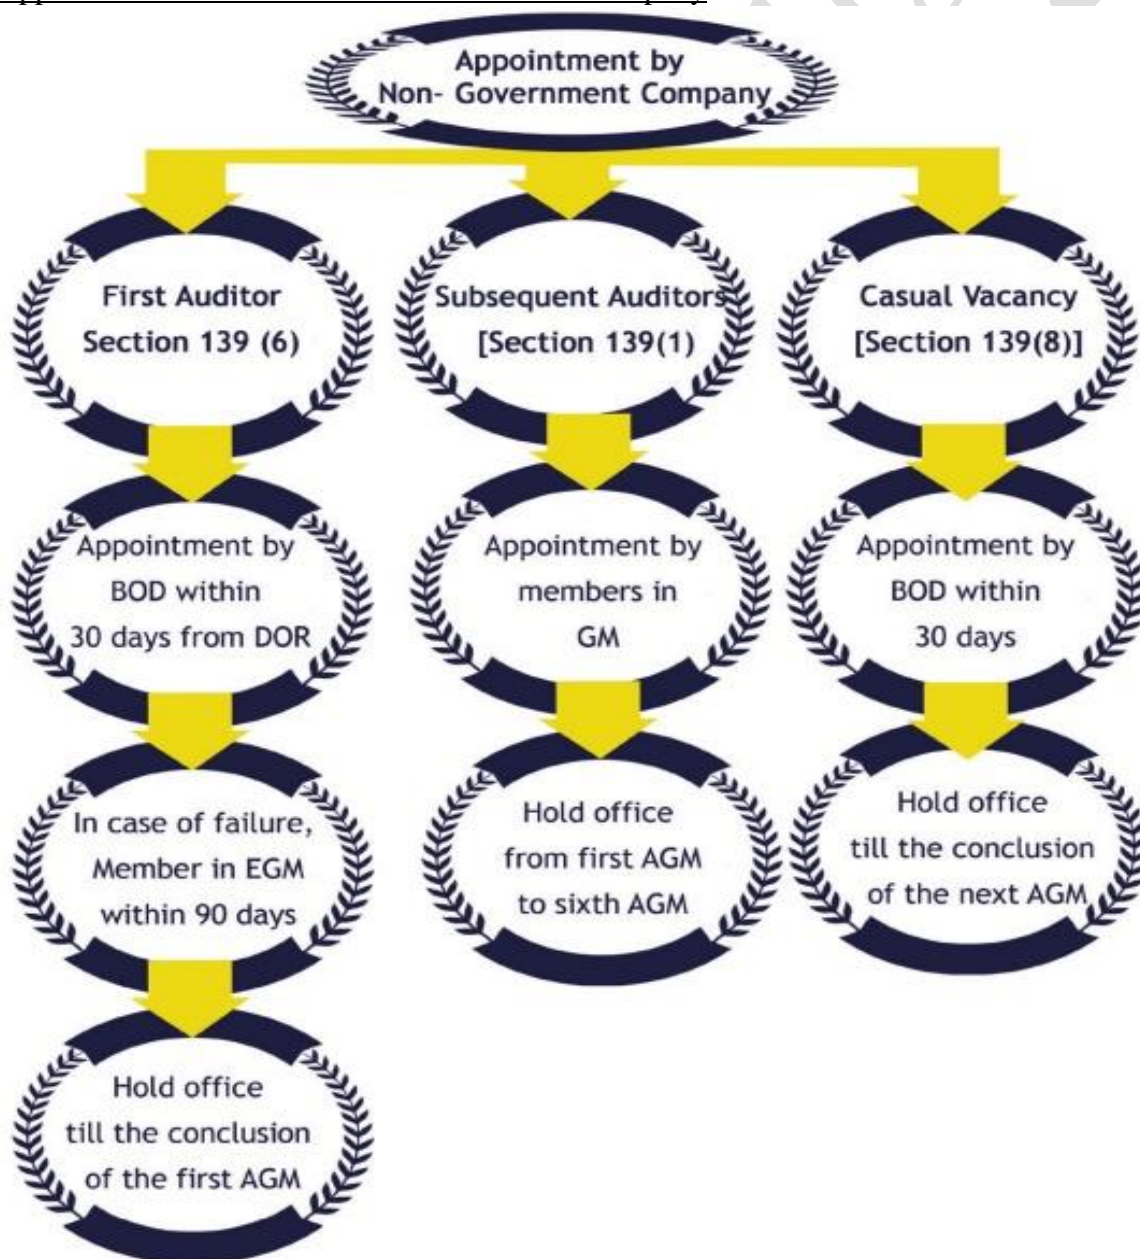 Appointment by
Non- Government Company
First Auditor
Section 139 (6)
Subsequent Auditors
[Section 139(1)
Casual Vacancy
[Section 139(8)]
Appointment by
BOD within
30 days from DOR
Appointment by
members in
GM
Appointment by
BOD within
30 days
In case of failure,
Member in EGM
within 90 days
Hold office
from first AGM
to sixth AGM
Hold office
till the conclusion
of the next AGM
Hold office
till the conclusion
of the first AGM